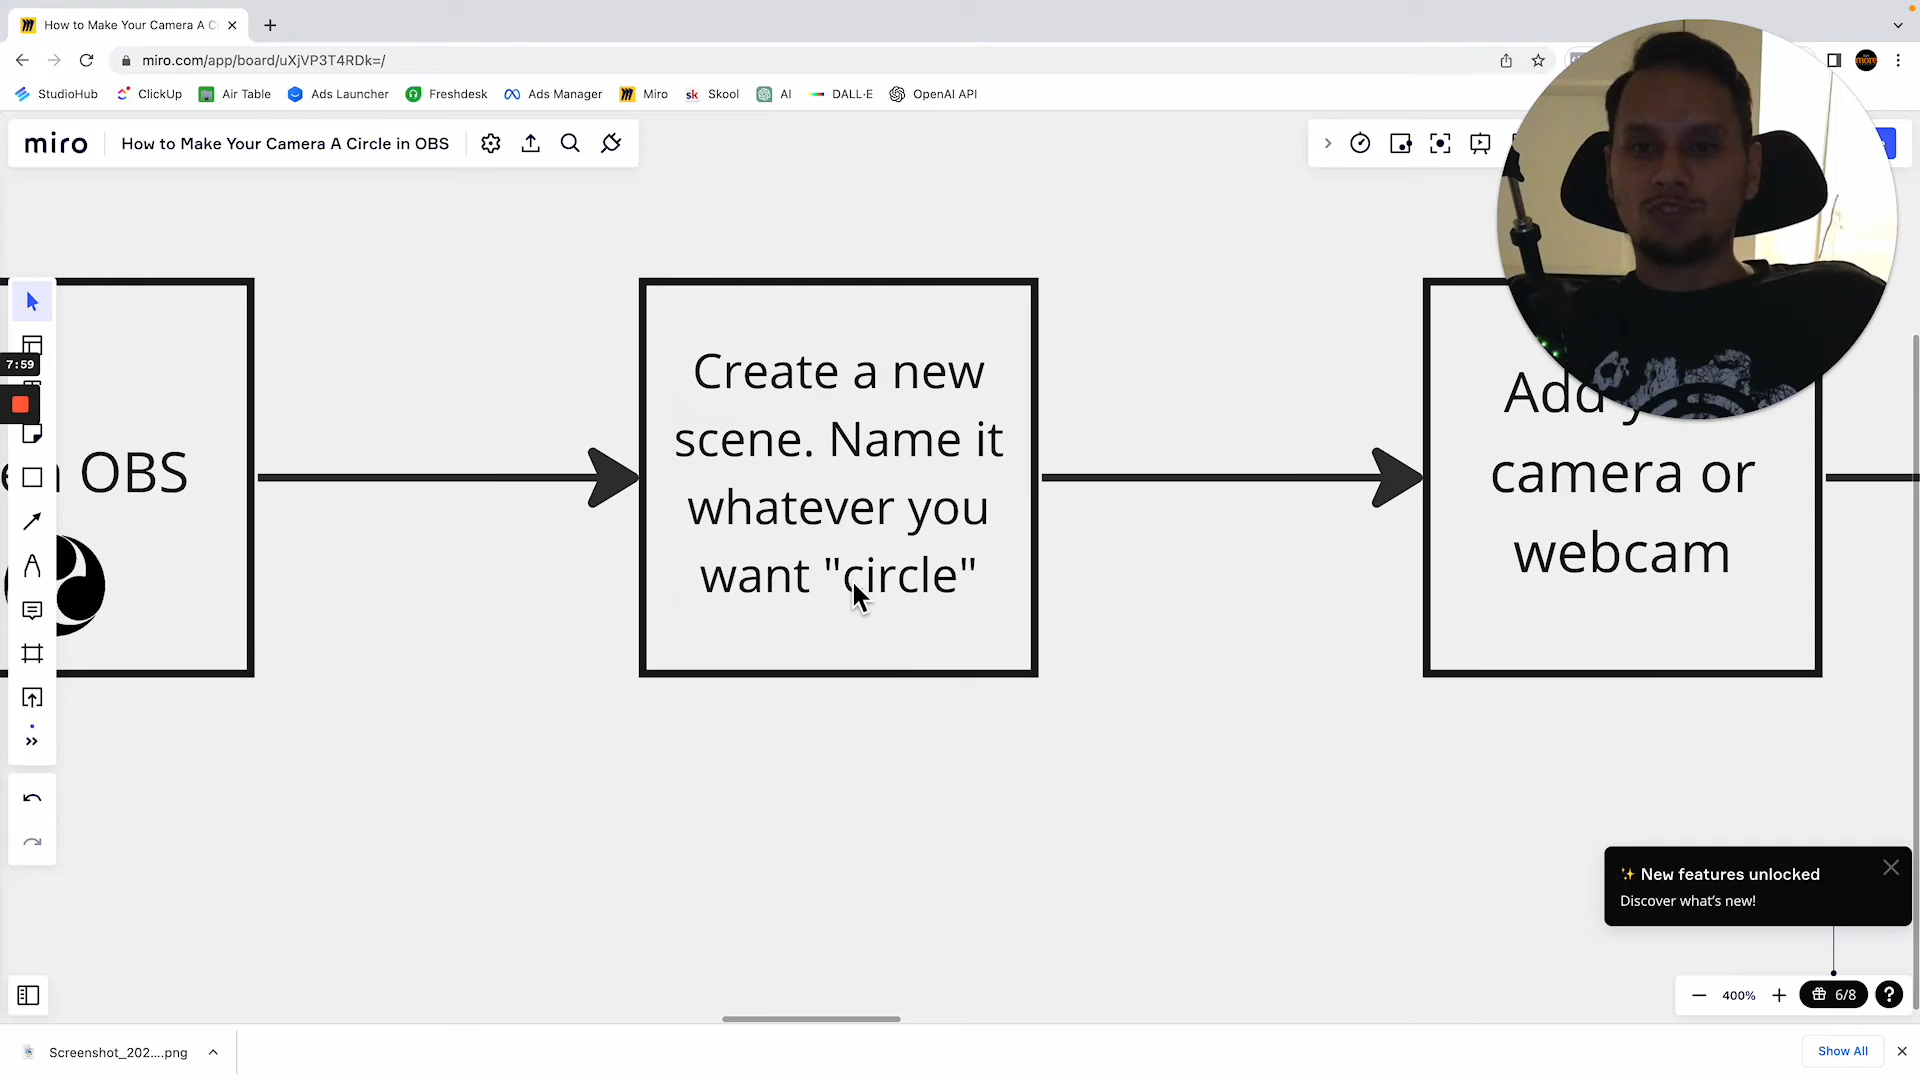 How to Make Your Camera A C
miro.com/app/board/uXjVP3T4RDk=/
StudioHub
ClickUp
Air Table
Ads Launcher
Freshdesk
Ads Manager
Miro
Skool
AI
DALL·E
OpenAI API
miro
How to Make Your Camera A Circle in OBS
7:59
OBS
Create a new
scene. Name it
whatever you
want "circle"
Add
camera or
webcam
✨ New features unlocked
Discover what's new!
400%
6/8
Screenshot_202....png
Show All